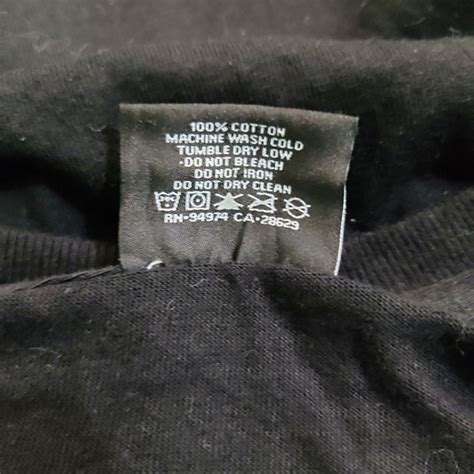 100% COTTON
MACHINE WASH COLD
TUMBLE DRY LOW
·DO NOT BLEACH
DO NOT IRON
DO NOT DRY CLEAN
RN·94974 CA·28629